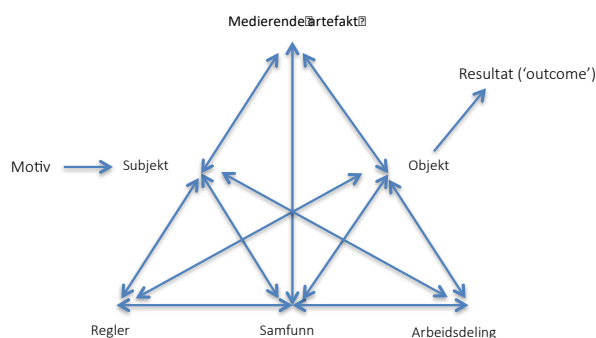 Medierende artefakt
Resultat (‘outcome’)
Motiv
Subjekt
Objekt
Regler
Samfunn
Arbeidsdeling